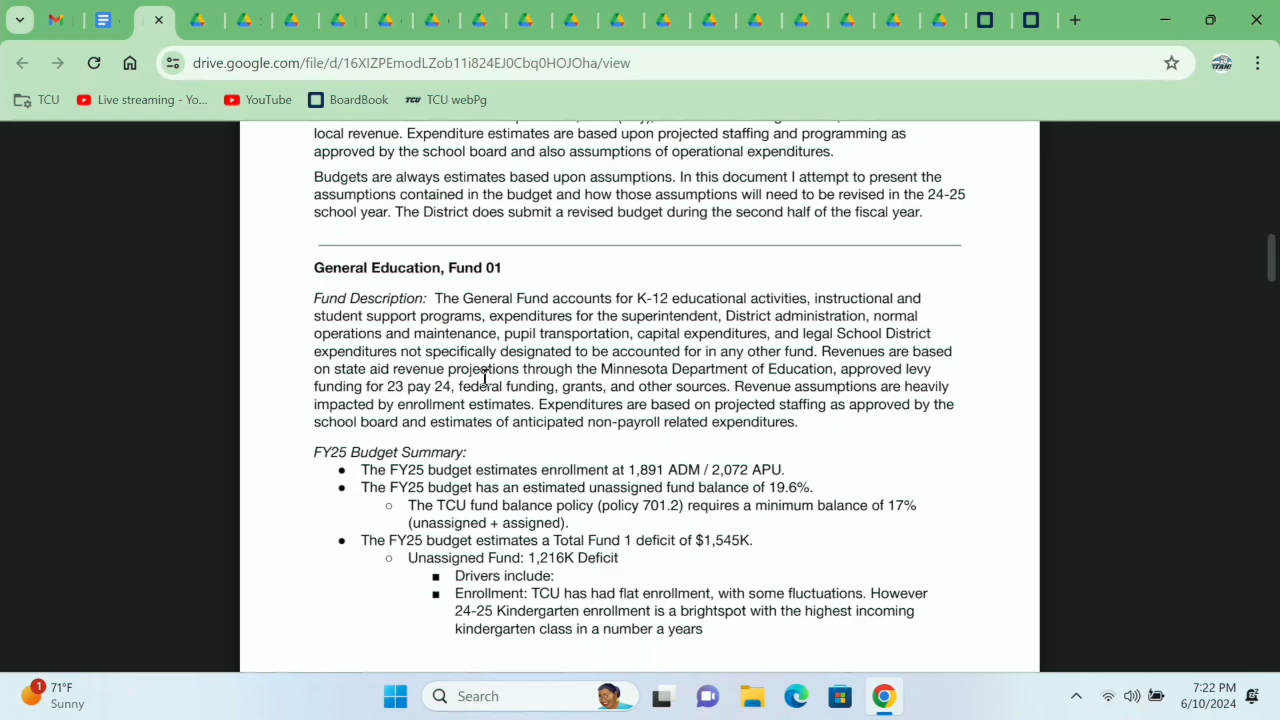 drive.google.com/file/d/16XIZPEmodLZob11i824EJ0Cbq0HOJOha/view
TCU
Live streaming - Yo...
YouTube
BoardBook
TCU TCU webPg
local revenue. Expenditure estimates are based upon projected staffing and programming as
approved by the school board and also assumptions of operational expenditures.
Budgets are always estimates based upon assumptions. In this document I attempt to present the
assumptions contained in the budget and how those assumptions will need to be revised in the 24-25
school year. The District does submit a revised budget during the second half of the fiscal year.
General Education, Fund 01
Fund Description: The General Fund accounts for K-12 educational activities, instructional and
student support programs, expenditures for the superintendent, District administration, normal
operations and maintenance, pupil transportation, capital expenditures, and legal School District
expenditures not specifically designated to be accounted for in any other fund. Revenues are based
on state aid revenue projections through the Minnesota Department of Education, approved levy
funding for 23 pay 24, federal funding, grants, and other sources. Revenue assumptions are heavily
impacted by enrollment estimates. Expenditures are based on projected staffing as approved by the
school board and estimates of anticipated non-payroll related expenditures.
FY25 Budget Summary:
● The FY25 budget estimates enrollment at 1,891 ADM / 2,072 APU.
● The FY25 budget has an estimated unassigned fund balance of 19.6%.
○ The TCU fund balance policy (policy 701.2) requires a minimum balance of 17%
(unassigned + assigned).
● The FY25 budget estimates a Total Fund 1 deficit of $1,545K.
○ Unassigned Fund: 1,216K Deficit
■ Drivers include:
■ Enrollment: TCU has had flat enrollment, with some fluctuations. However
24-25 Kindergarten enrollment is a brightspot with the highest incoming
kindergarten class in a number a years
1
71°F
Sunny
Search
7:22 PM
6/10/2024